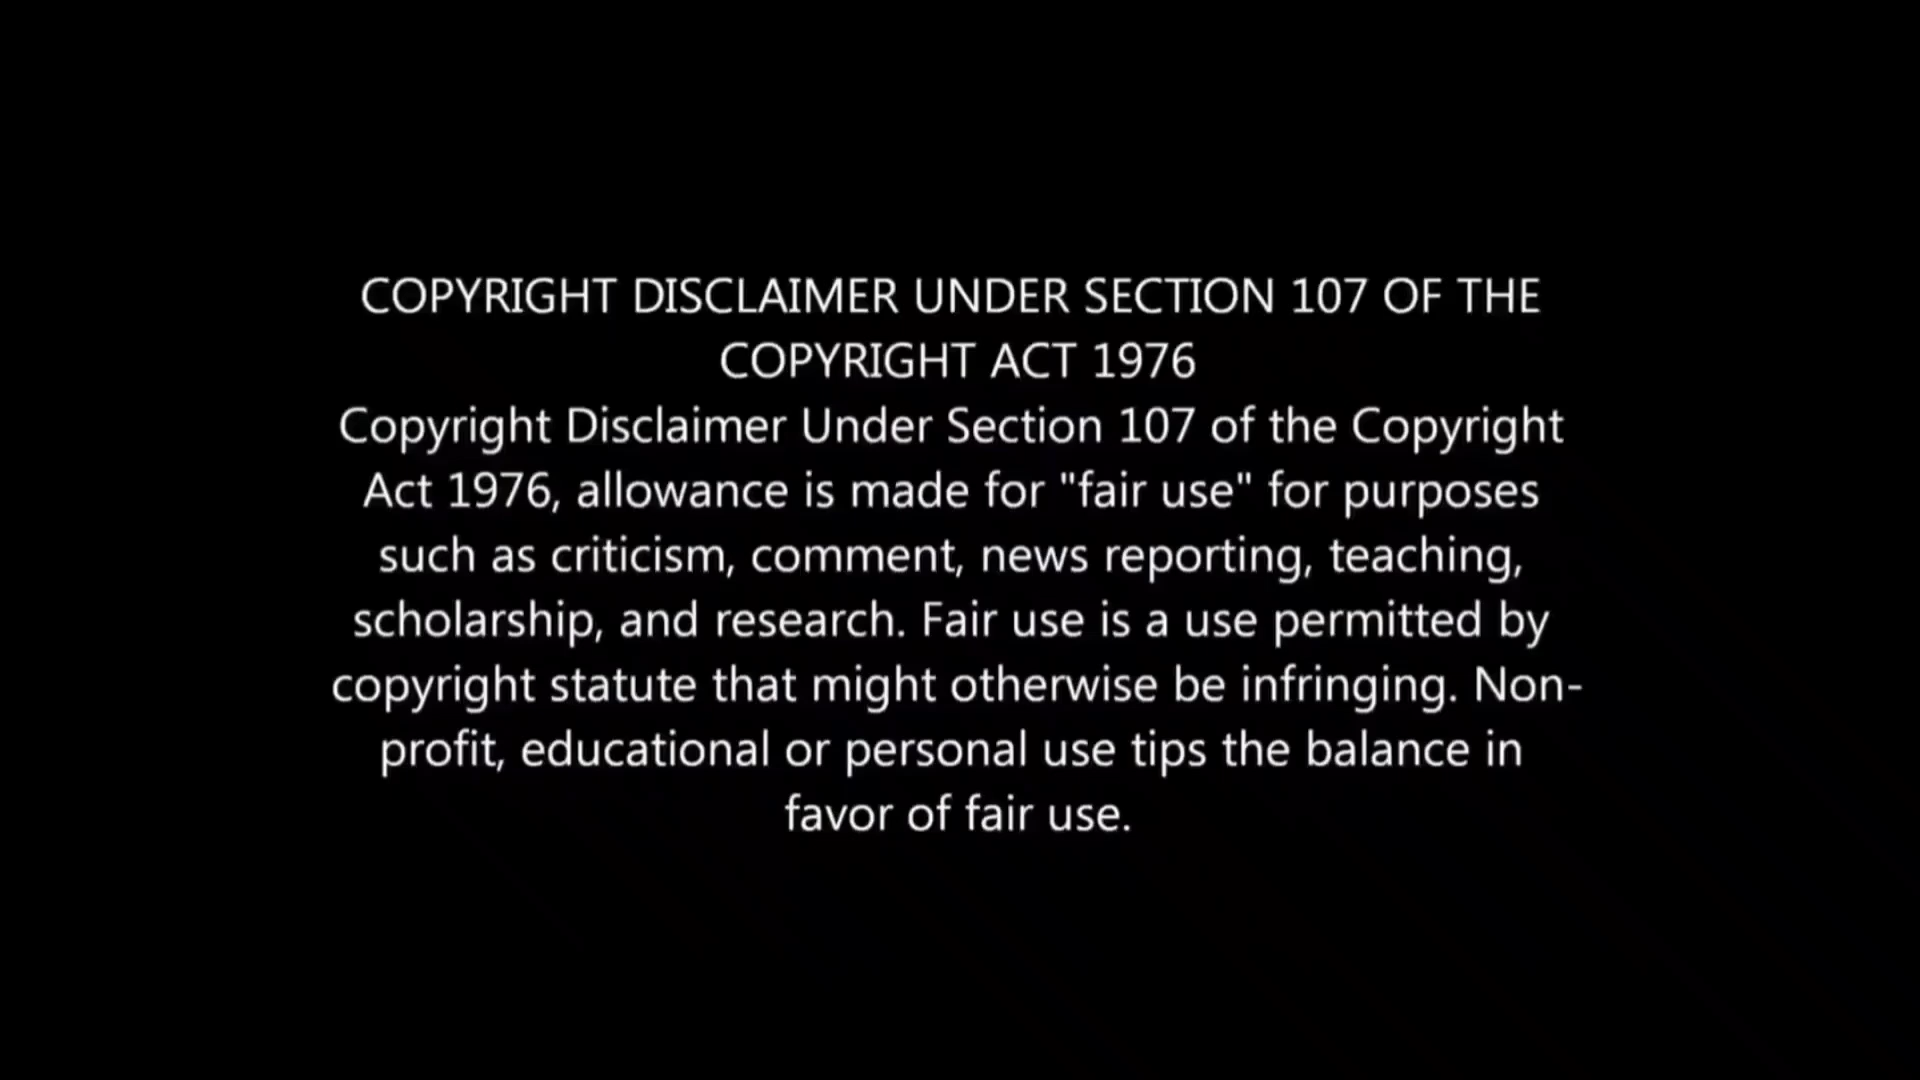 COPYRIGHT DISCLAIMER UNDER SECTION 107 OF THE
COPYRIGHT ACT 1976
Copyright Disclaimer Under Section 107 of the Copyright
Act 1976, allowance is made for "fair use" for purposes
such as criticism, comment, news reporting, teaching,
scholarship, and research. Fair use is a use permitted by
copyright statute that might otherwise be infringing. Non-
profit, educational or personal use tips the balance in
favor of fair use.